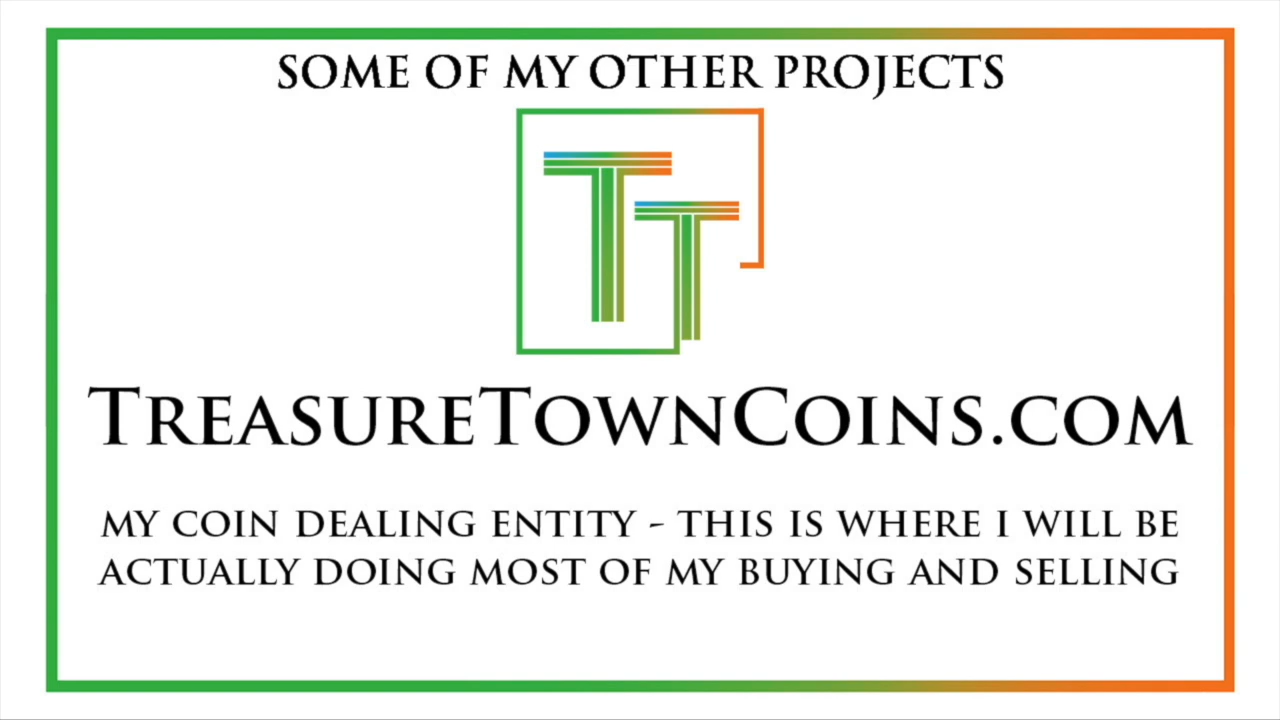 SOME OF MY OTHER PROJECTS
TT
TREASURETOWNCOINS.COM
MY COIN DEALING ENTITY - THIS IS WHERE I WILL BE
ACTUALLY DOING MOST OF MY BUYING AND SELLING